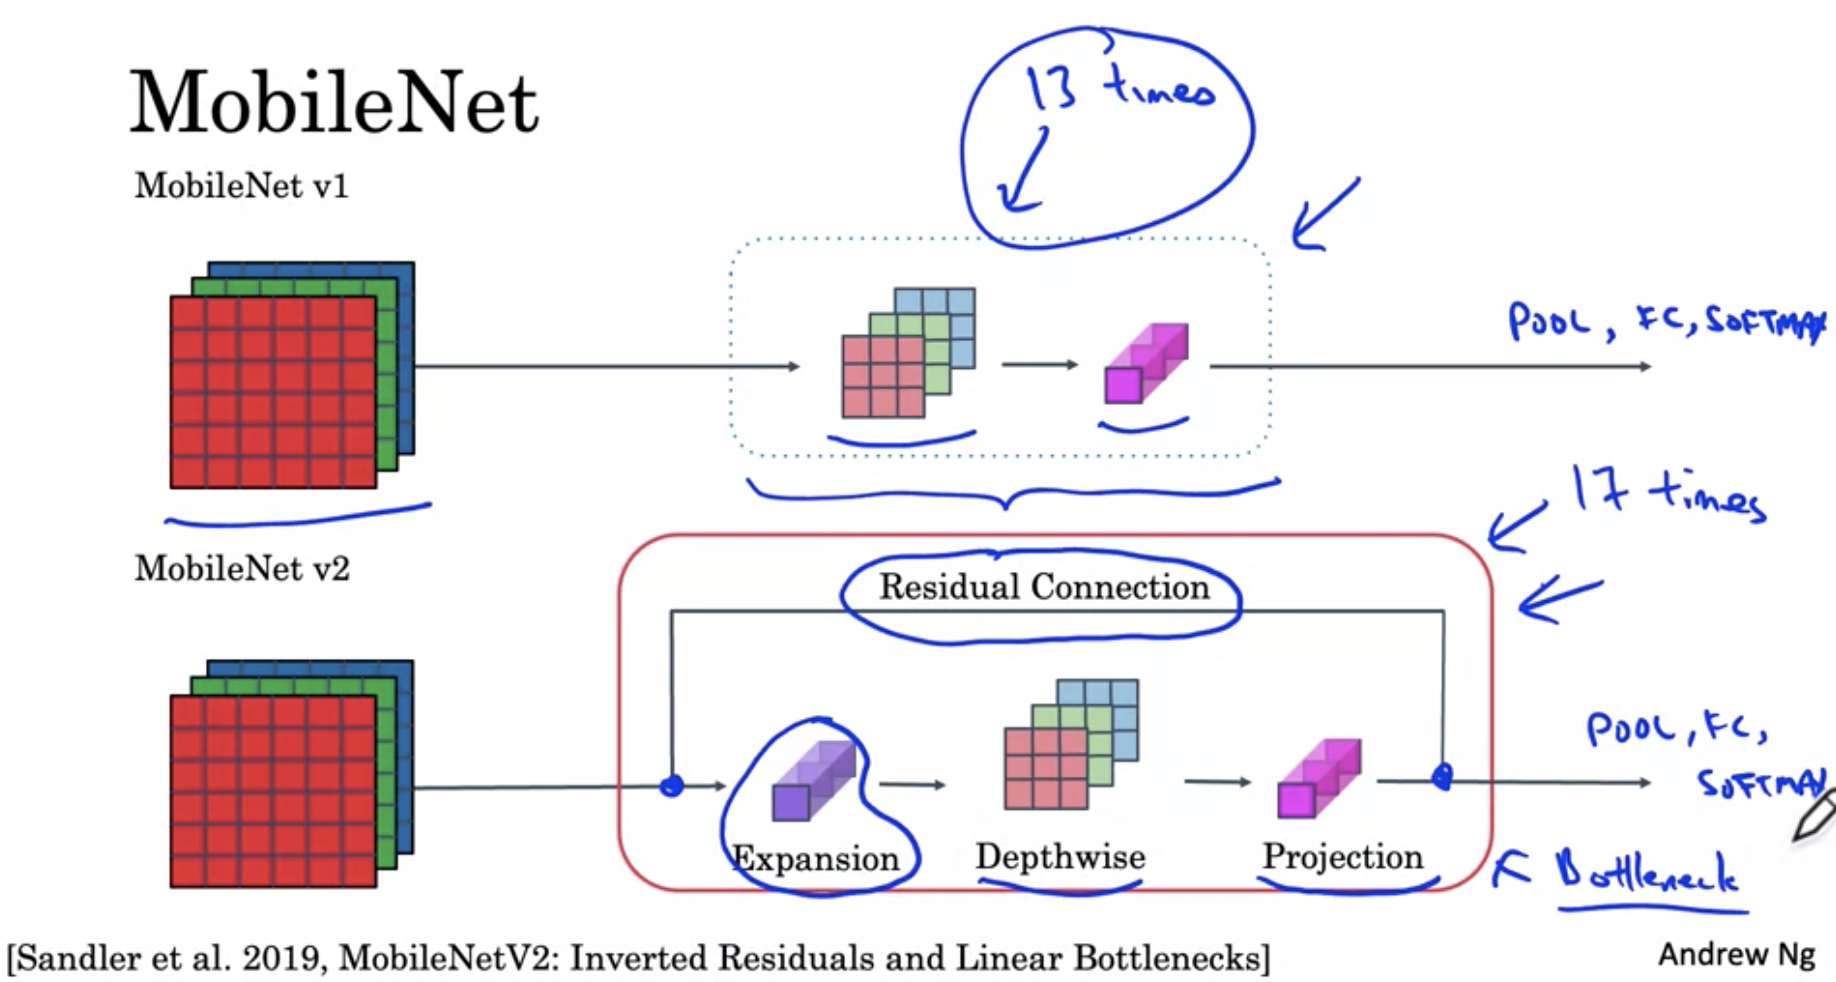 MobileNet
13 times
MobileNet v1
POOL, FC, SOFTMAX
17 times
MobileNet v2
Residual Connection
POOL, FC,
SOFTMAX
Expansion
Depthwise
Projection
Bottleneck
[Sandler et al. 2019, MobileNetV2: Inverted Residuals and Linear Bottlenecks]
Andrew Ng